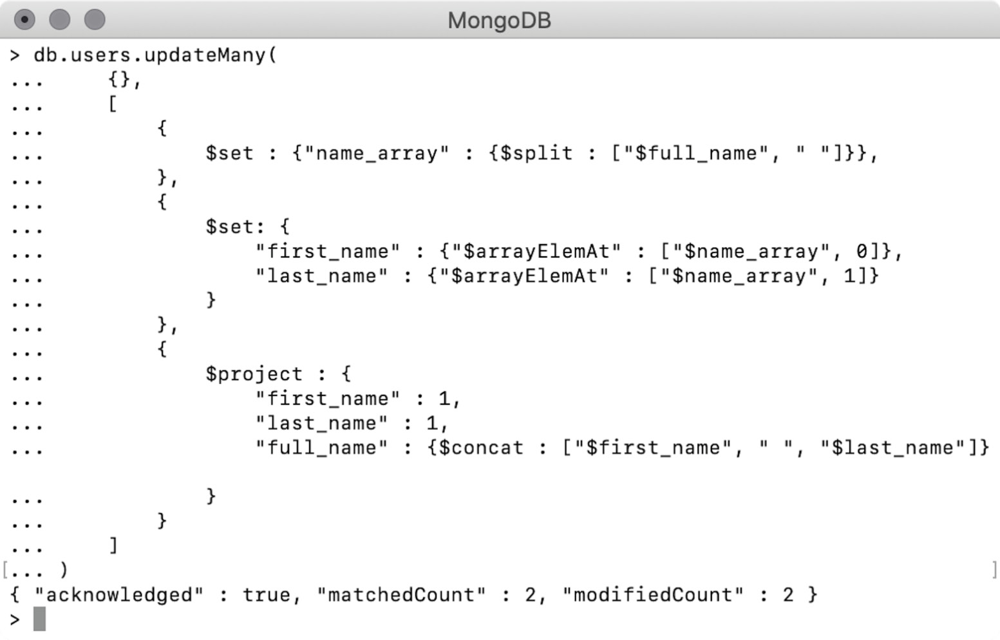 MongoDB
> db.users.updateMany(
...     {},
...     [
...         {
...             $set : {"name_array" : {$split : ["$full_name", " "]}},
...         },
...         {
...             $set: {
...                 "first_name" : {"$arrayElemAt" : ["$name_array", 0]},
...                 "last_name" : {"$arrayElemAt" : ["$name_array", 1]}
...             }
...         },
...         {
...             $project : {
...                 "first_name" : 1,
...                 "last_name" : 1,
...                 "full_name" : {$concat : ["$first_name", " ", "$last_name"]}
...             }
...         }
...     ]
[... ) ]
{ "acknowledged" : true, "matchedCount" : 2, "modifiedCount" : 2 }
>